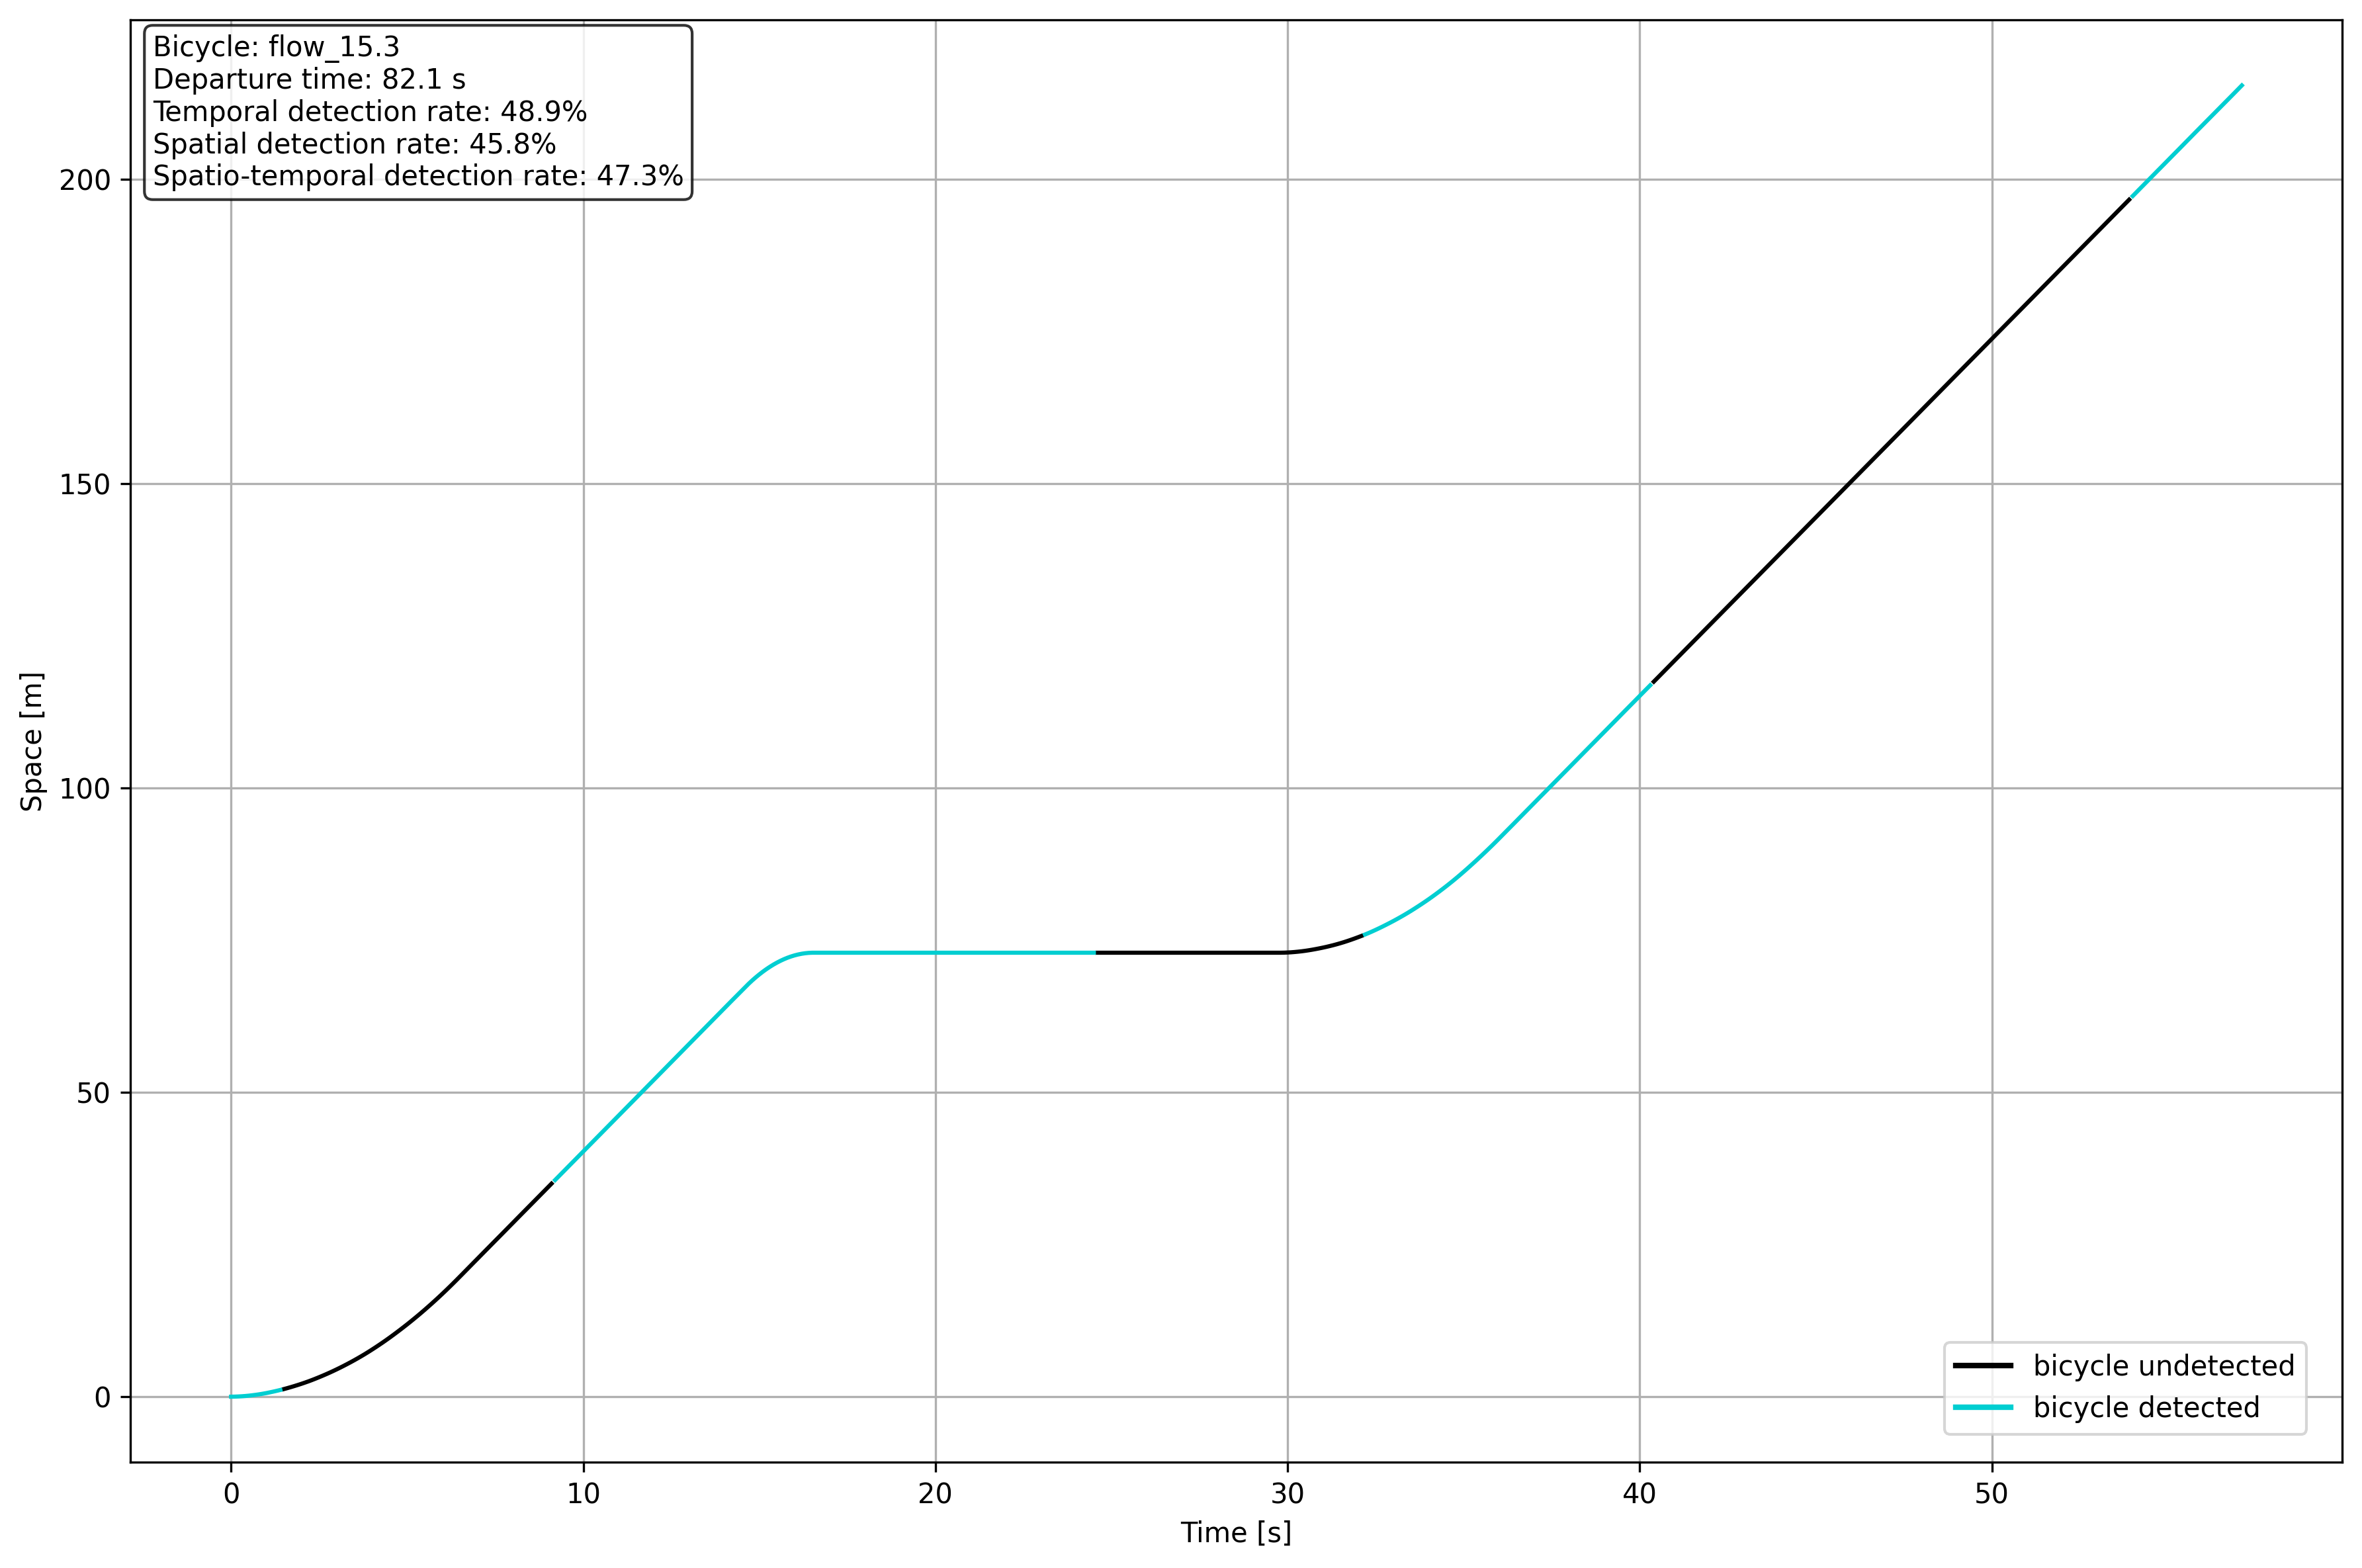 Bicycle: flow_15.3
Departure time: 82.1 s
Temporal detection rate: 48.9%
Spatial detection rate: 45.8%
Spatio-temporal detection rate: 47.3%
200
150
100
50
0
Space [m]
bicycle undetected
bicycle detected
0 10 20 30 40 50
Time [s]